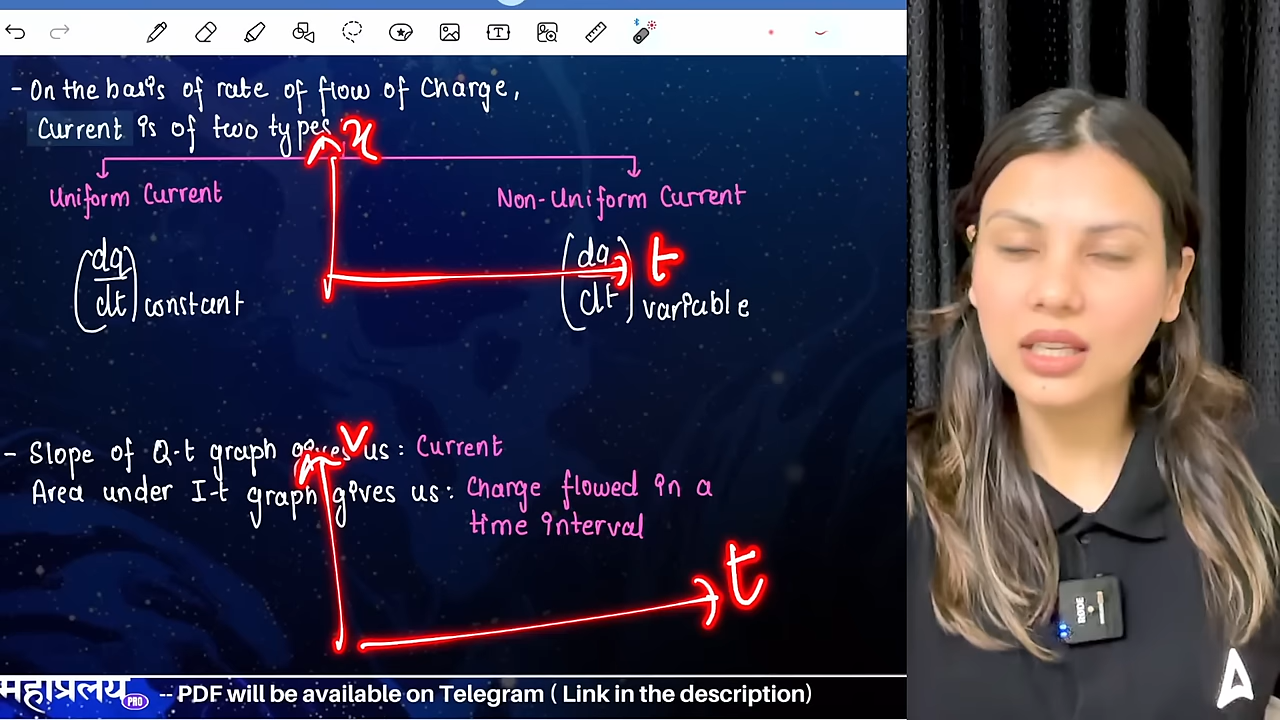 - On the basis of rate of flow of Charge,
Current is of two types
x
Uniform Current
Non-Uniform Current
(dq/dt) constant
(dq/dt) variable
t
- Slope of Q-t graph gives us : Current
v
Area under I-t graph gives us : Charge flowed in a
time interval
t
RODE
महाप्रलय PRO -- PDF will be available on Telegram ( Link in the description)